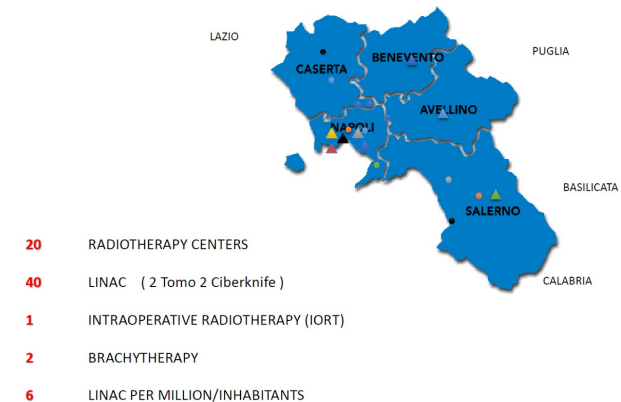 LAZIO
PUGLIA
BENEVENTO
CASERTA
AVELLINO
NAPOLI
BASILICATA
SALERNO
20 RADIOTHERAPY CENTERS
CALABRIA
40 LINAC ( 2 Tomo 2 Ciberknife )
1 INTRAOPERATIVE RADIOTHERAPY (IORT)
2 BRACHYTHERAPY
6 LINAC PER MILLION/INHABITANTS